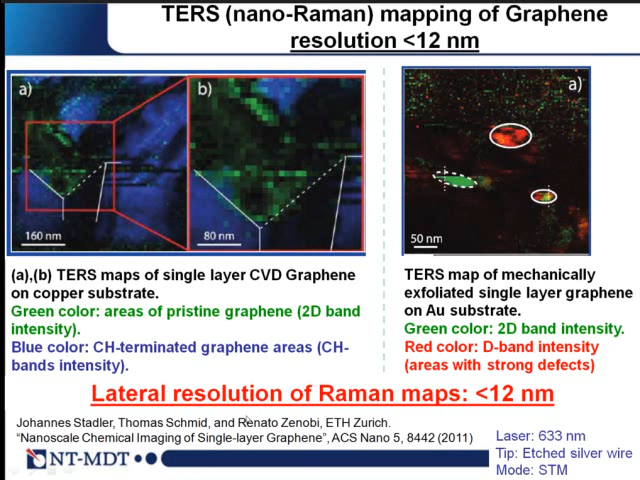 TERS (nano-Raman) mapping of Graphene
resolution <12 nm
a)
b)
160 nm
80 nm
a)
50 nm
(a),(b) TERS maps of single layer CVD Graphene
on copper substrate.
Green color: areas of pristine graphene (2D band
intensity).
Blue color: CH-terminated graphene areas (CH-
bands intensity).
TERS map of mechanically
exfoliated single layer graphene
on Au substrate.
Green color: 2D band intensity.
Red color: D-band intensity
(areas with strong defects)
Lateral resolution of Raman maps: <12 nm
Johannes Stadler, Thomas Schmid, and Renato Zenobi, ETH Zurich.
“Nanoscale Chemical Imaging of Single-layer Graphene”, ACS Nano 5, 8442 (2011)
Laser: 633 nm
Tip: Etched silver wire
Mode: STM
NT-MDT